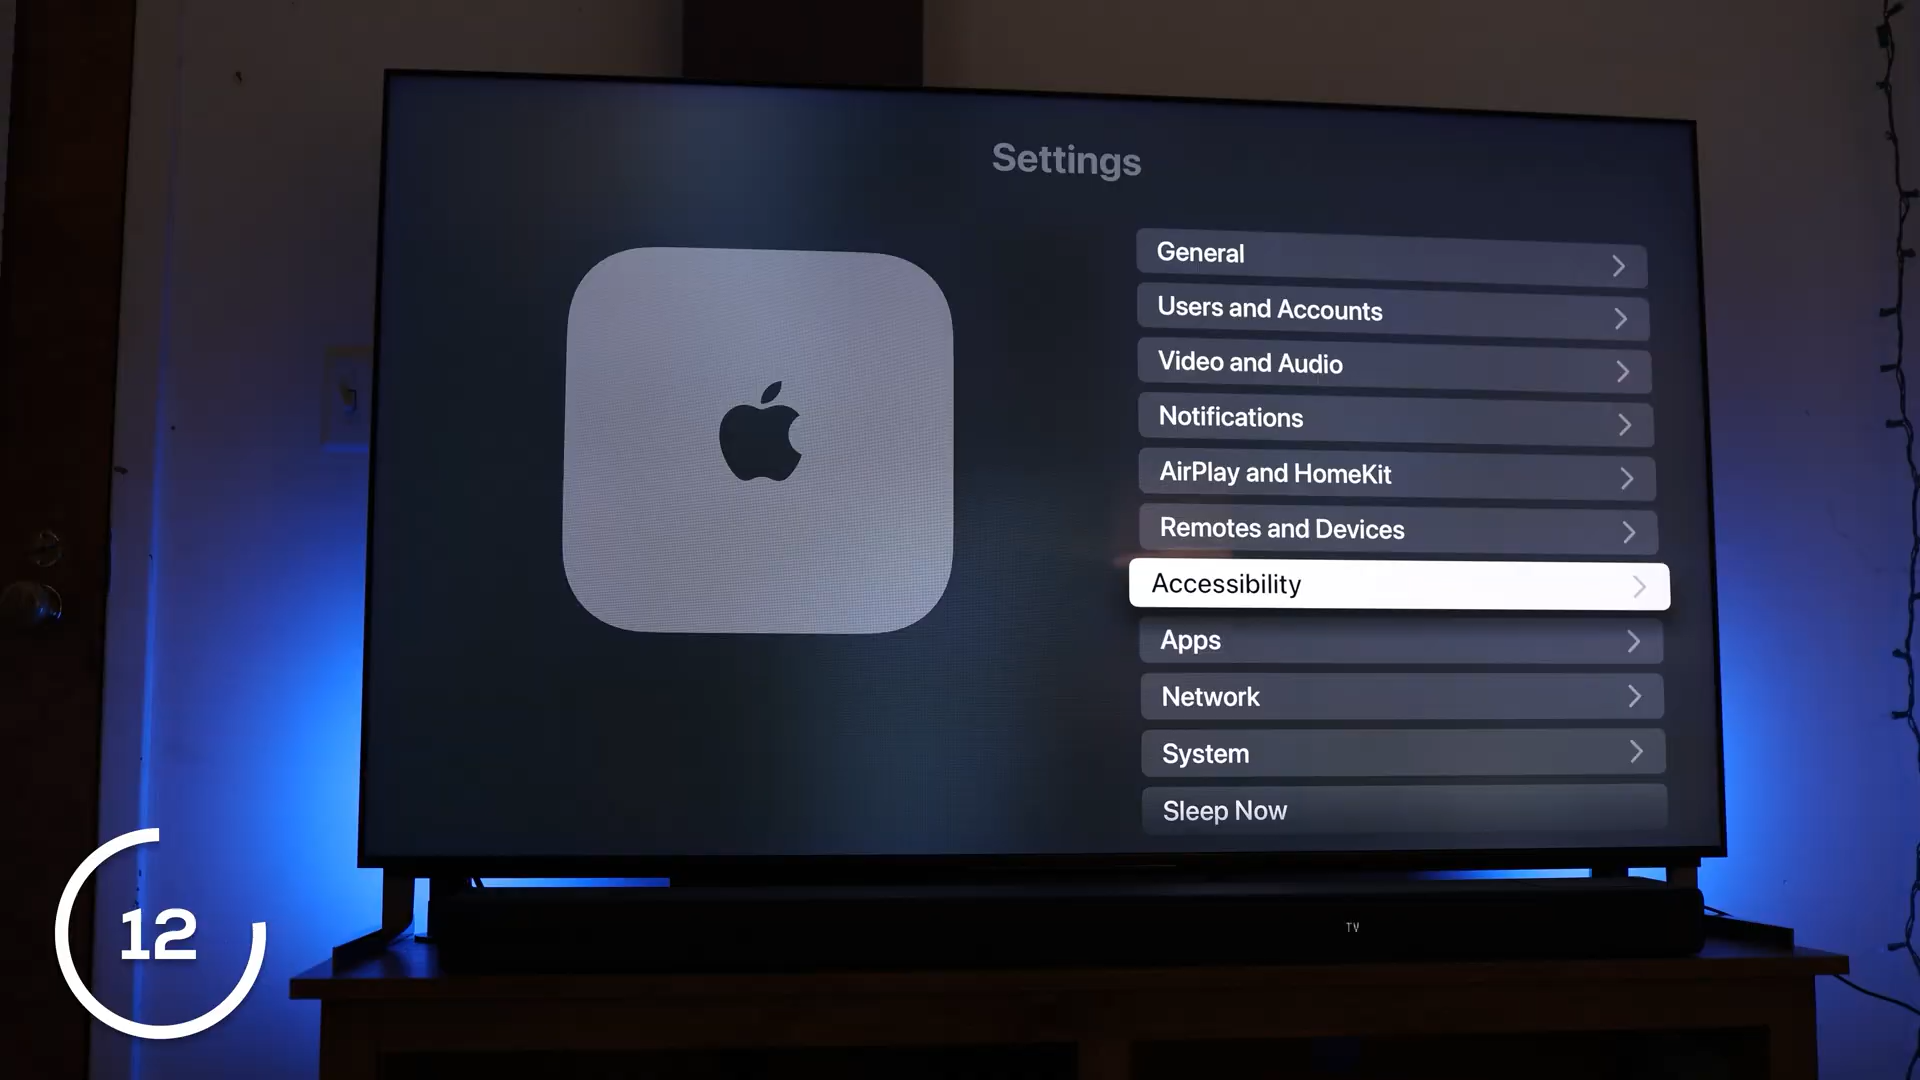 Settings
General
Users and Accounts
Video and Audio
Notifications
AirPlay and HomeKit
Remotes and Devices
Accessibility
Apps
Network
System
Sleep Now
TV
12